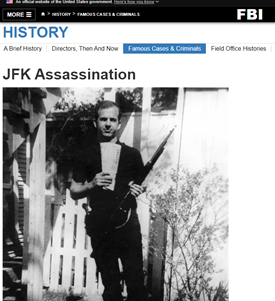 An official website of the United States government. Here's how you know
MORE
> HISTORY > FAMOUS CASES & CRIMINALS
FBI
HISTORY
A Brief History
Directors, Then And Now
Famous Cases & Criminals
Field Office Histories
JFK Assassination